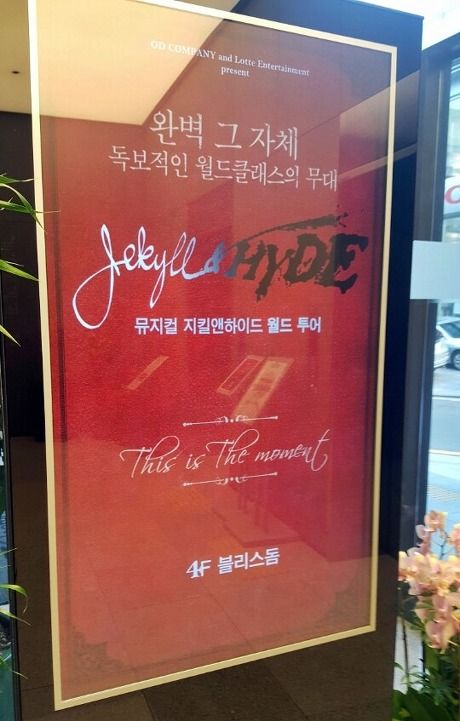 OD COMPANY and Lotte Entertainment
present
완벽 그 자체
독보적인 월드클래스의 무대
Jekyll & HYDE
뮤지컬 지킬앤하이드 월드 투어
This is The moment
4F 블리스돔